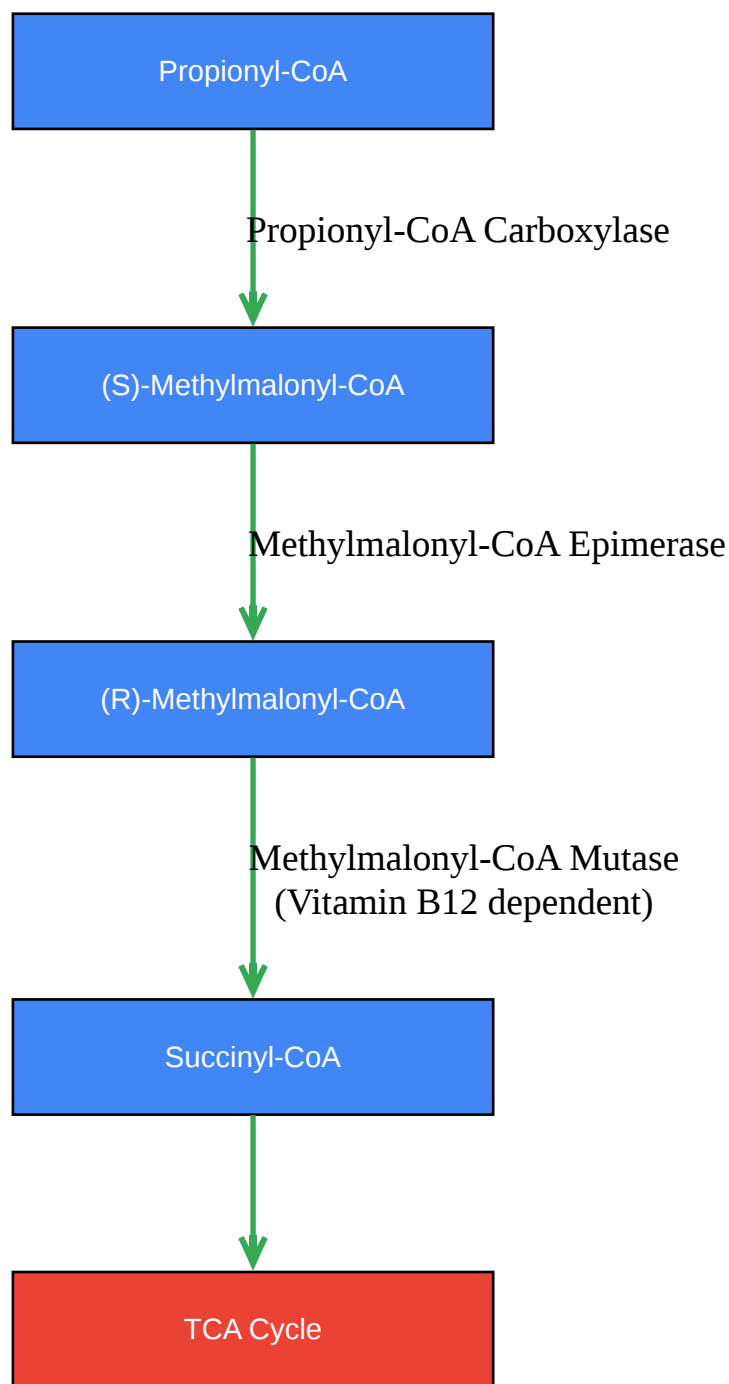 Propionyl-CoA
Propionyl-CoA Carboxylase
(S)-Methylmalonyl-CoA
Methylmalonyl-CoA Epimerase
(R)-Methylmalonyl-CoA
Methylmalonyl-CoA Mutase
(Vitamin B12 dependent)
Succinyl-CoA
TCA Cycle